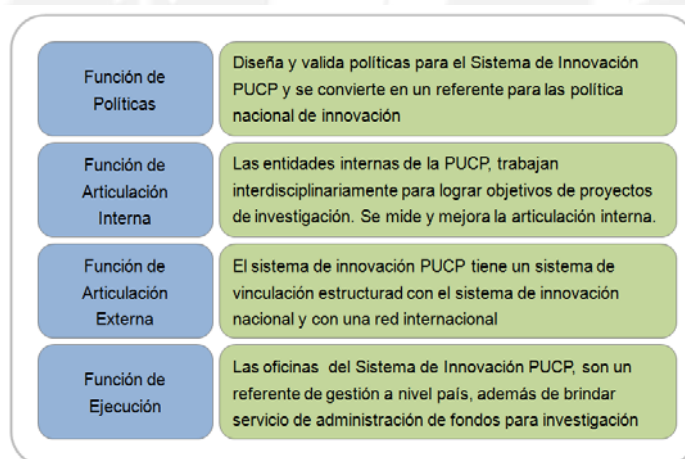 Función de
Políticas
Diseña y valida políticas para el Sistema de Innovación
PUCP y se convierte en un referente para las política
nacional de innovación
Función de
Articulación
Interna
Las entidades internas de la PUCP, trabajan
interdisciplinariamente para lograr objetivos de proyectos
de investigación. Se mide y mejora la articulación interna.
Función de
Articulación
Externa
El sistema de innovación PUCP tiene un sistema de
vinculación estructurad con el sistema de innovación
nacional y con una red internacional
Función de
Ejecución
Las oficinas del Sistema de Innovación PUCP, son un
referente de gestión a nivel país, además de brindar
servicio de administración de fondos para investigación